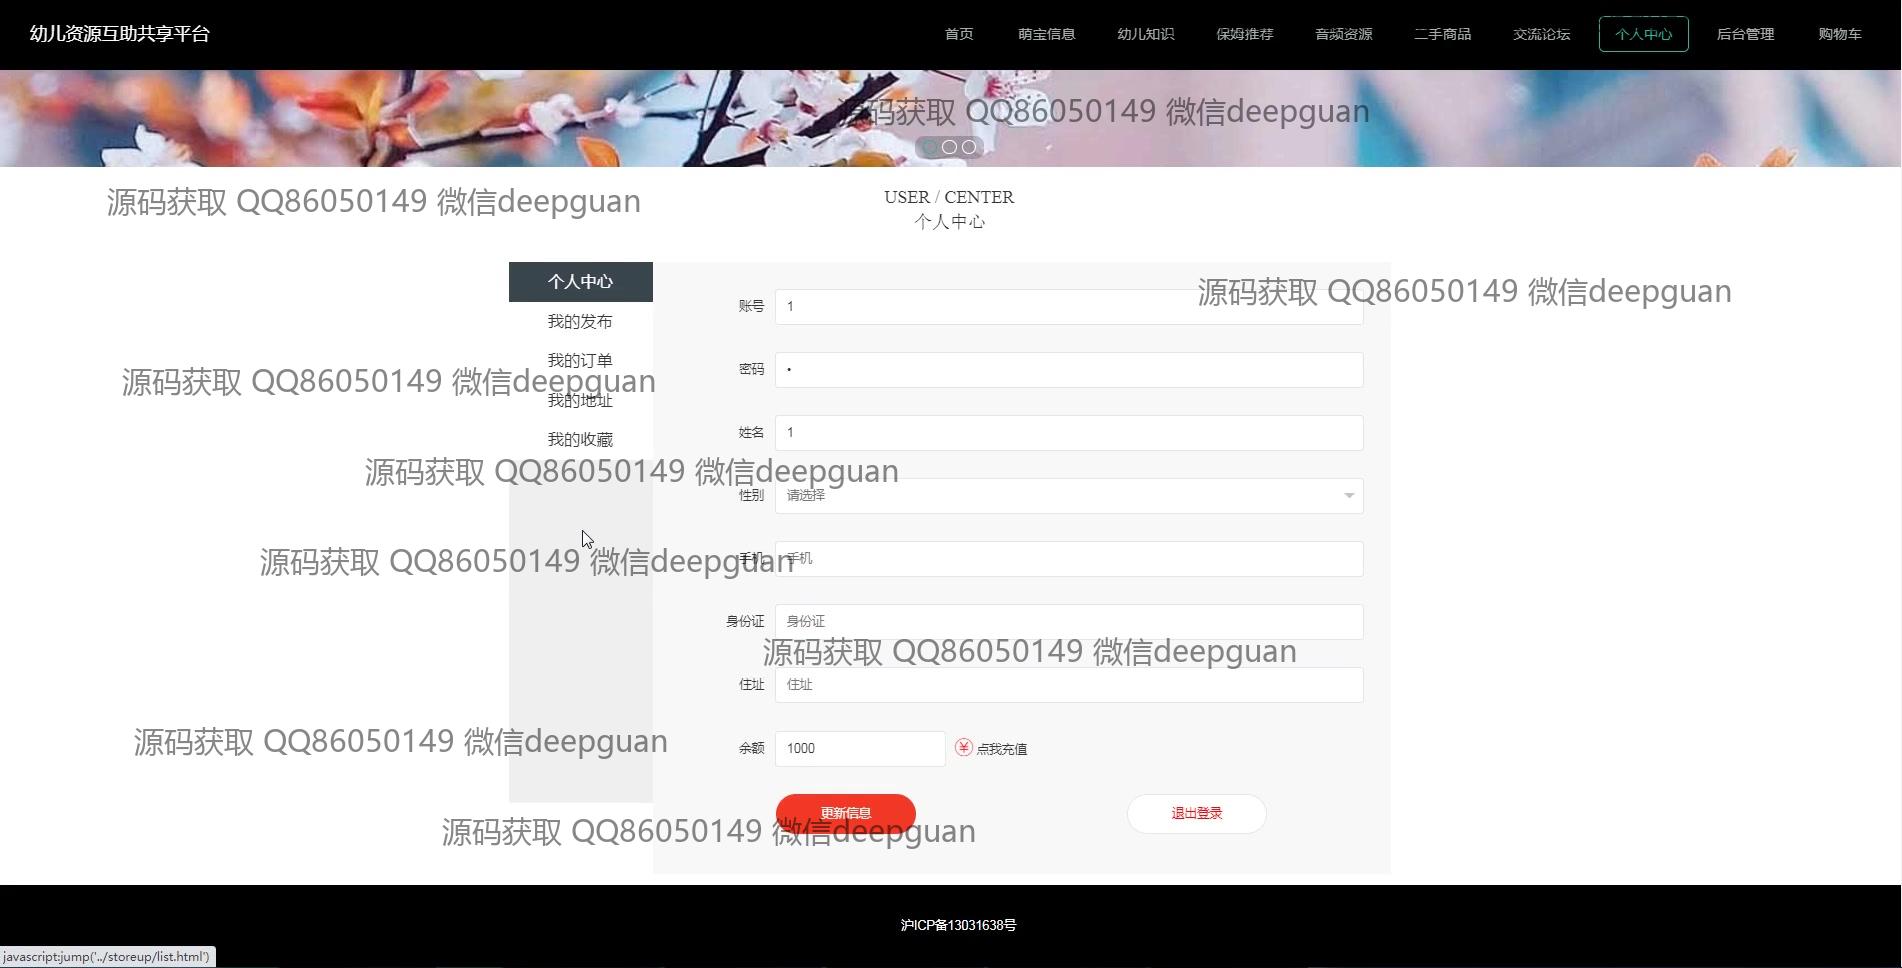 幼儿资源互助共享平台
首页 萌宝信息 幼儿知识 保姆推荐 音频资源 二手商品 交流论坛 个人中心 后台管理 购物车
源码获取 QQ86050149 微信deepguan
源码获取 QQ86050149 微信deepguan
USER / CENTER
个人中心
个人中心
我的发布
我的订单
我的地址
我的收藏
源码获取 QQ86050149 微信deepguan
账号 1
密码 •
源码获取 QQ86050149 微信deepguan
姓名 1
源码获取 QQ86050149 微信deepguan
性别 请选择
手机 手机
源码获取 QQ86050149 微信deepguan
身份证 身份证
源码获取 QQ86050149 微信deepguan
住址 住址
源码获取 QQ86050149 微信deepguan
余额 1000 点我充值
更新信息 退出登录
源码获取 QQ86050149 微信deepguan
沪ICP备13031638号
javascript:jump('../storeup/list.html')